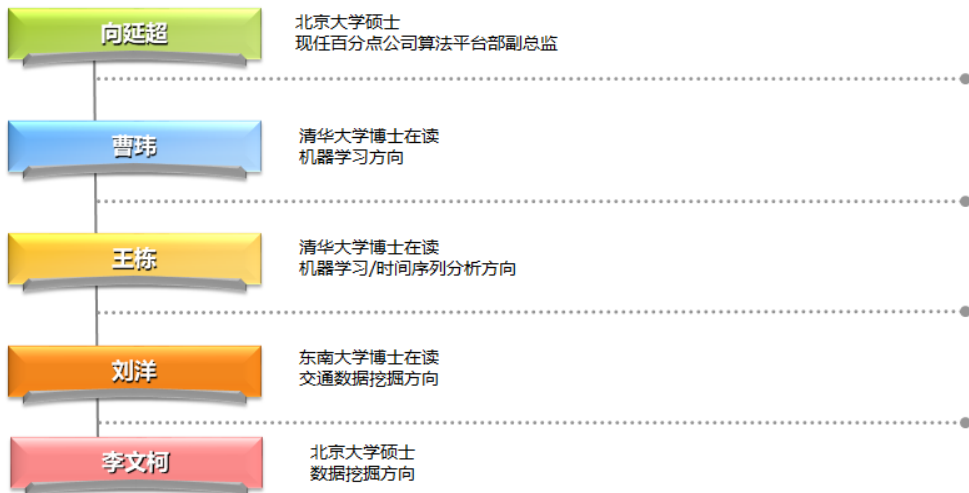 向延超
北京大学硕士
现任百分点公司算法平台部副总监
曹玮
清华大学博士在读
机器学习方向
王栋
清华大学博士在读
机器学习/时间序列分析方向
刘洋
东南大学博士在读
交通数据挖掘方向
李文柯
北京大学硕士
数据挖掘方向